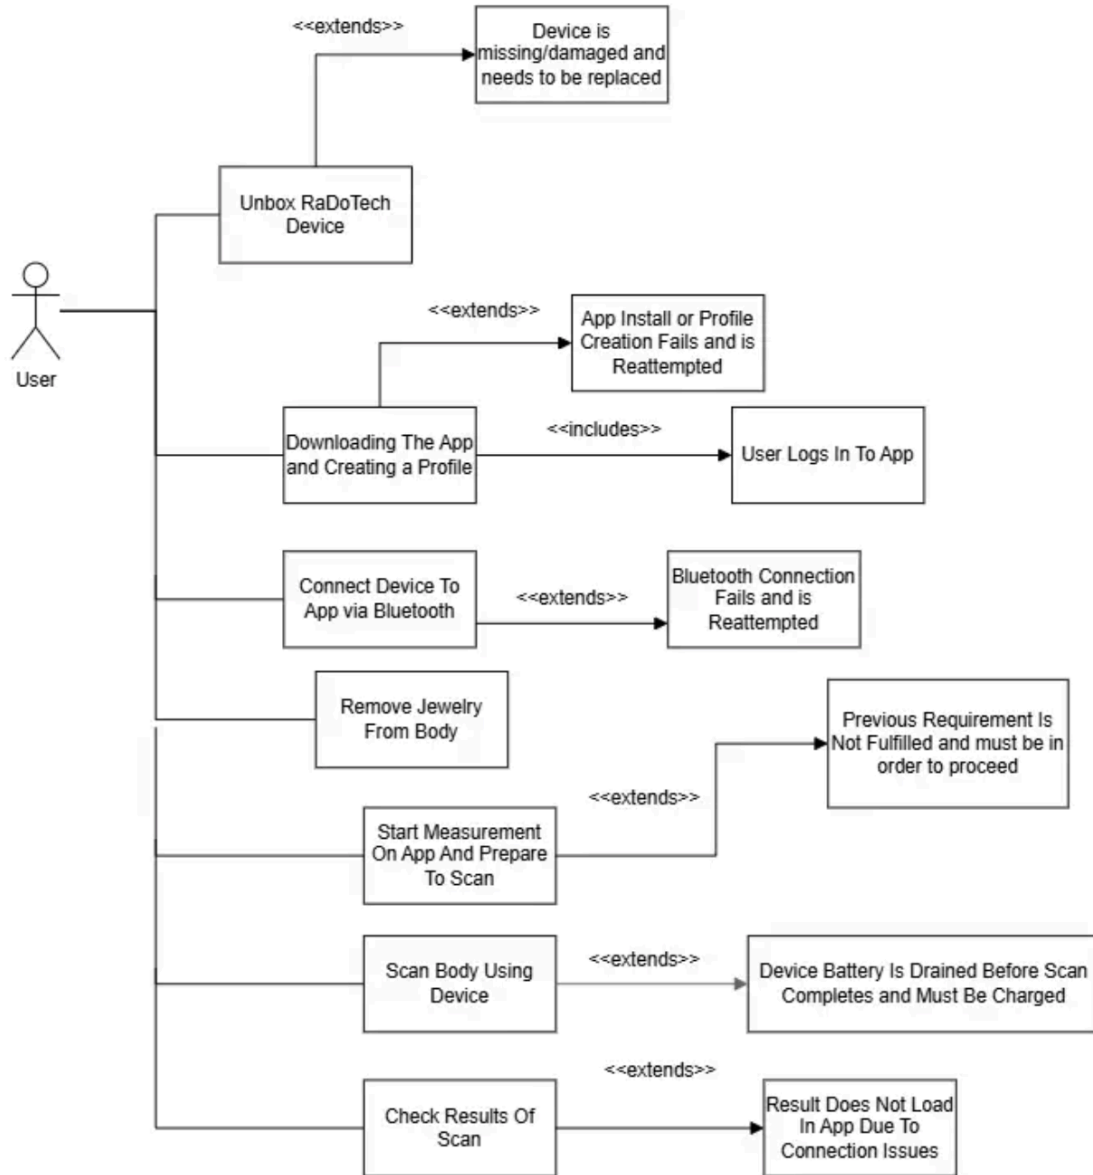 <<extends>>
Device is
missing/damaged and
needs to be replaced
Unbox RaDoTech
Device
User
<<extends>>
App Install or Profile
Creation Fails and is
Reattempted
Downloading The App
and Creating a Profile
<<includes>>
User Logs In To App
Connect Device To
App via Bluetooth
<<extends>>
Bluetooth Connection
Fails and is
Reattempted
Remove Jewelry
From Body
Previous Requirement Is
Not Fulfilled and must be in
order to proceed
<<extends>>
Start Measurement
On App And Prepare
To Scan
Scan Body Using
Device
<<extends>>
Device Battery Is Drained Before Scan
Completes and Must Be Charged
<<extends>>
Check Results Of
Scan
Result Does Not Load
In App Due To
Connection Issues